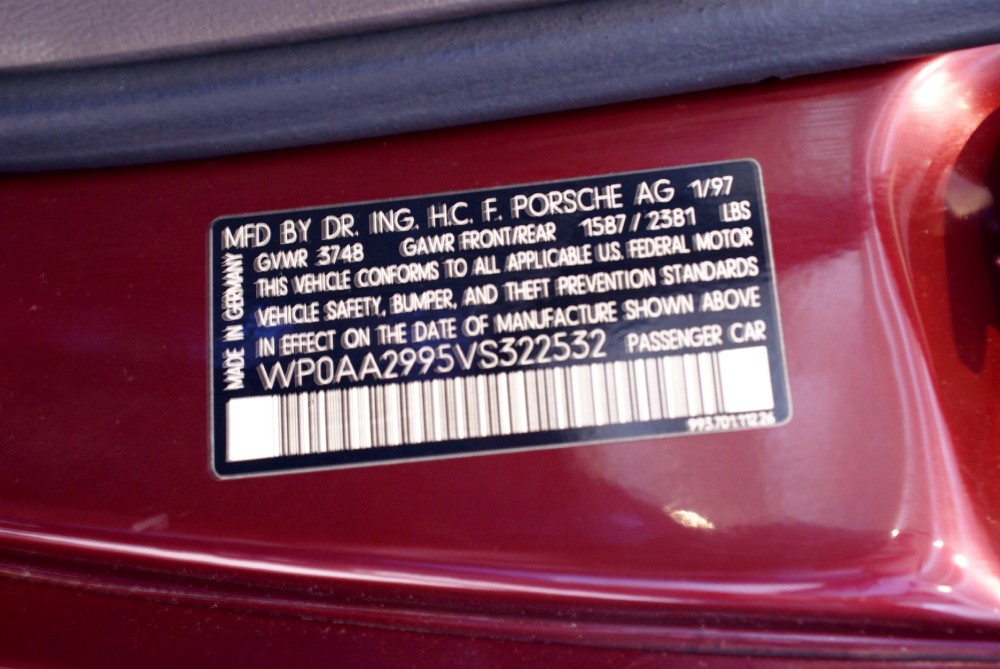 MFD BY DR. ING. H.C. F. PORSCHE AG 1/97
GVWR 3748 GAWR FRONT/REAR 1587 / 2381 LBS
THIS VEHICLE CONFORMS TO ALL APPLICABLE U.S. FEDERAL MOTOR
VEHICLE SAFETY, BUMPER, AND THEFT PREVENTION STANDARDS
IN EFFECT ON THE DATE OF MANUFACTURE SHOWN ABOVE
WP0AA2995VS322532 PASSENGER CAR
MADE IN GERMANY
993.701.112.26